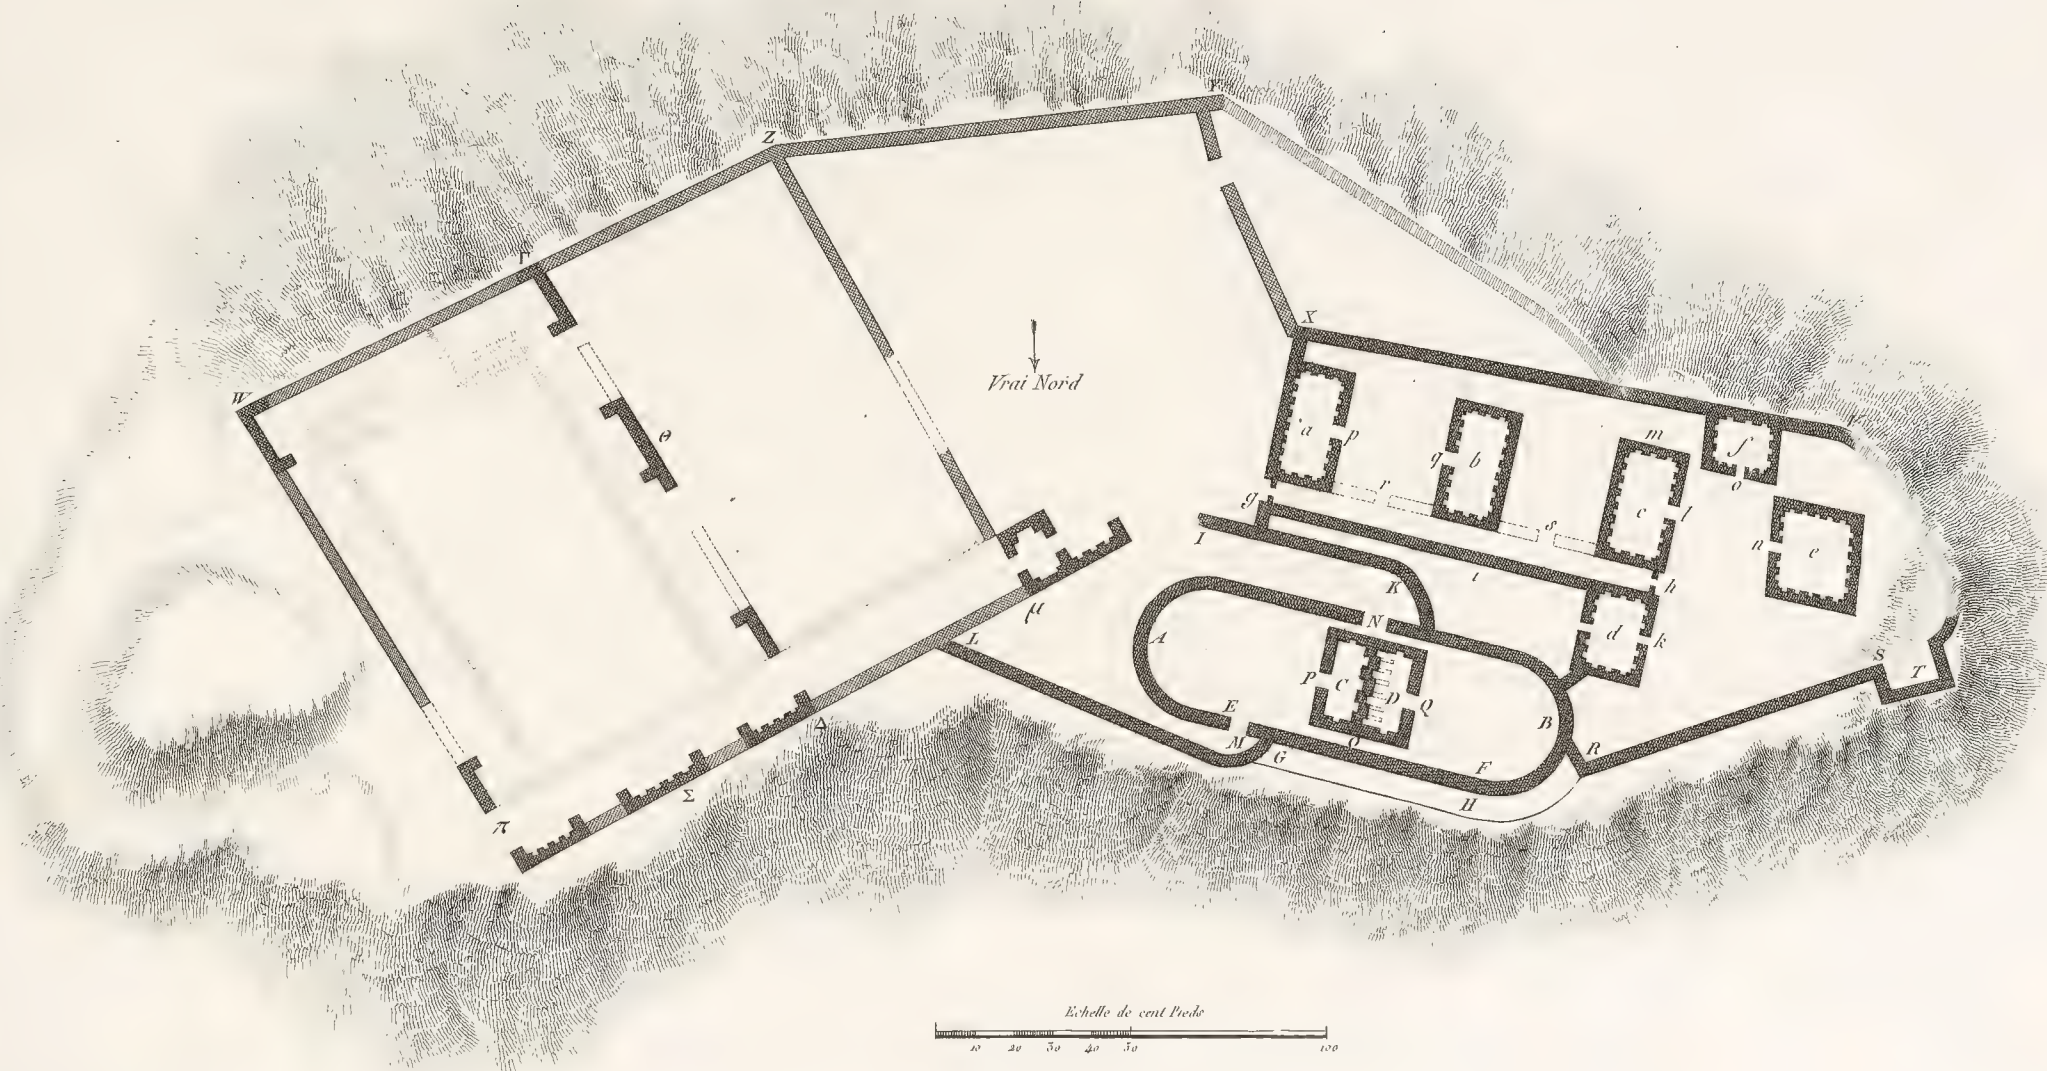 Y
Z
Γ
X
Vrai Nord
W
V
θ
a
p
q
b
m
f
o
r
g
s
c
l
n
e
I
K
ι
h
μ
L
A
N
d
k
P
C
D
Q
S
T
E
M
G
O
B
R
Δ
Σ
F
H
π
Echelle de cent Pieds
10 20 30 40 50 100